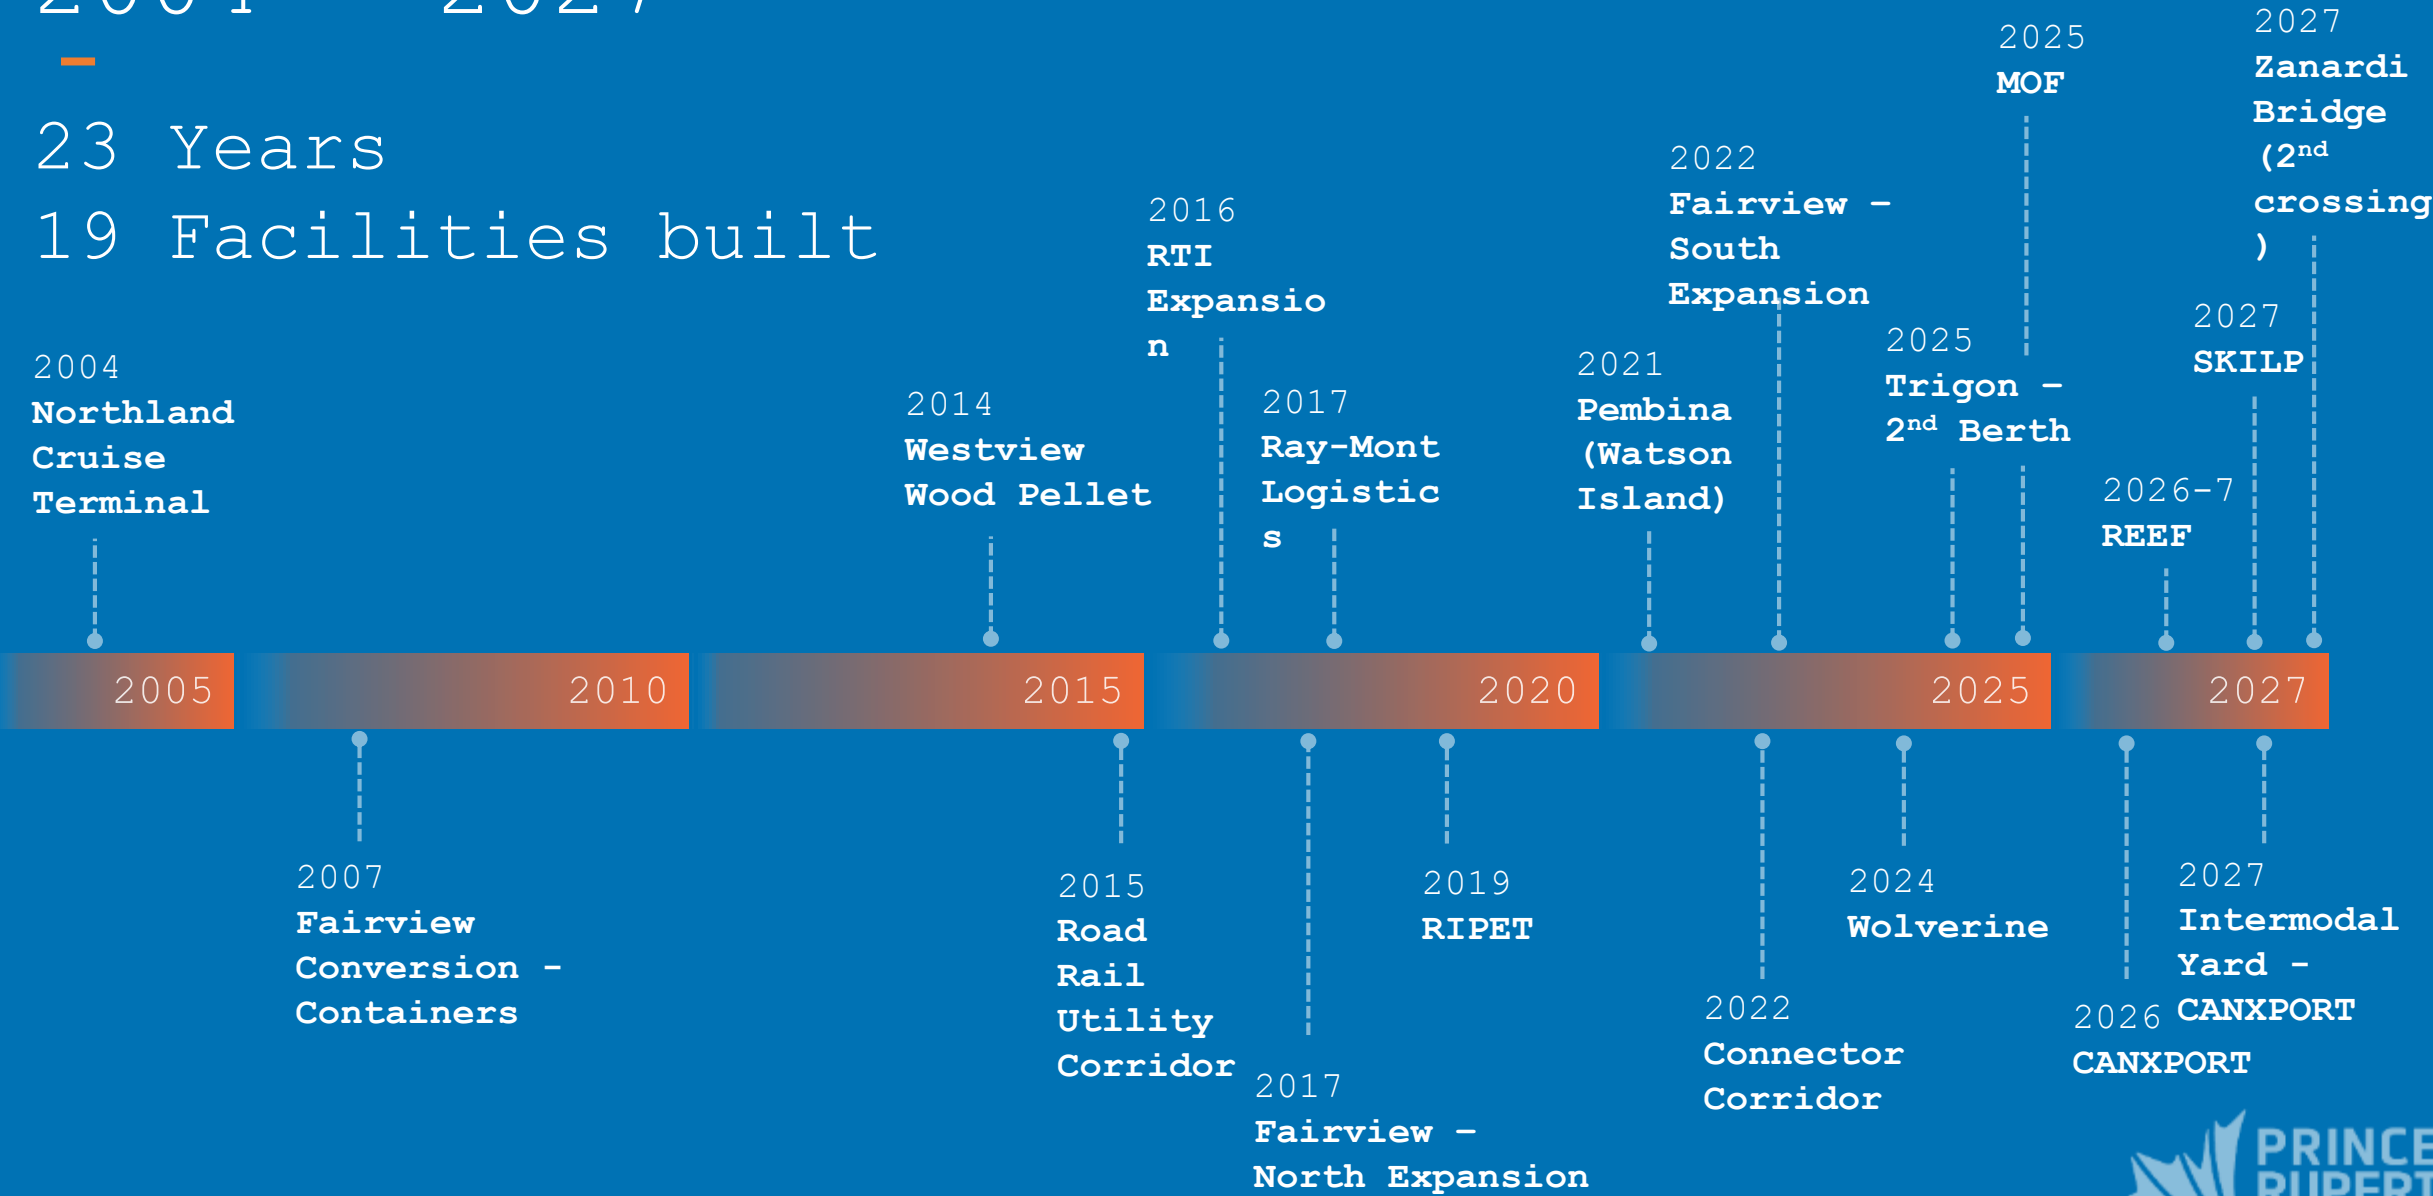 2004 - 2027
23 Years
19 Facilities built
2004
Northland
Cruise
Terminal
2014
Westview
Wood Pellet
2016
RTI
Expansio
n
2017
Ray-Mont
Logistic
s
2021
Pembina
(Watson
Island)
2022
Fairview –
South
Expansion
2025
Trigon –
2nd Berth
2025
MOF
2026-7
REEF
2027
SKILP
2027
Zanardi
Bridge
(2nd
crossing
)
2005
2010
2015
2020
2025
2027
2007
Fairview
Conversion -
Containers
2015
Road
Rail
Utility
Corridor
2017
Fairview –
North Expansion
2019
RIPET
2022
Connector
Corridor
2024
Wolverine
2026
CANXPORT
2027
Intermodal
Yard -
CANXPORT
PRINCE
RUPERT